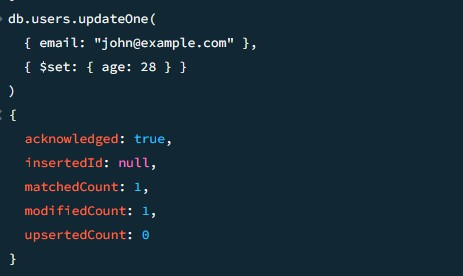 db.users.updateOne(
{ email: "john@example.com" },
{ $set: { age: 28 } }
)
{
acknowledged: true,
insertedId: null,
matchedCount: 1,
modifiedCount: 1,
upsertedCount: 0
}